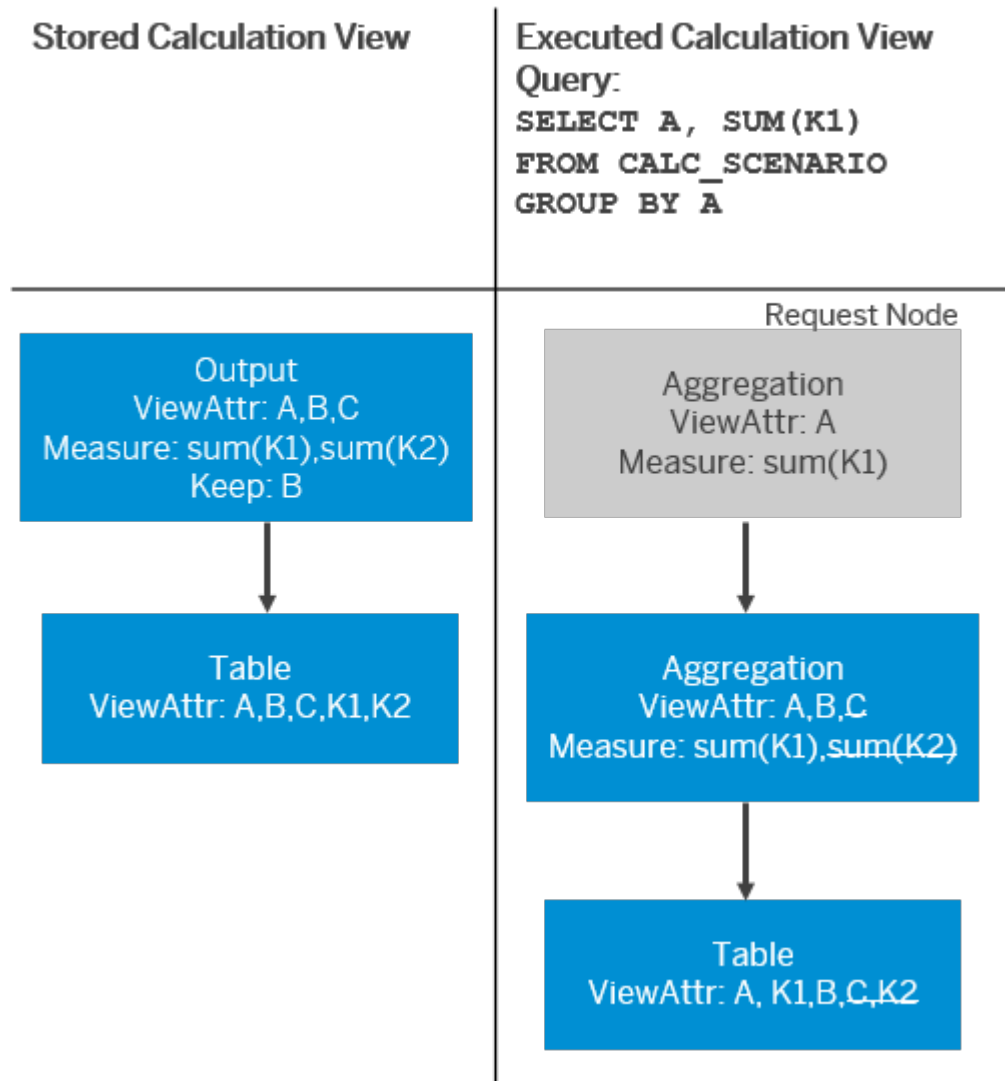 Stored Calculation View
Executed Calculation View
Query:
SELECT A, SUM(K1)
FROM CALC_SCENARIO
GROUP BY A
Output
ViewAttr: A,B,C
Measure: sum(K1),sum(K2)
Keep: B
Table
ViewAttr: A,B,C,K1,K2
Request Node
Aggregation
ViewAttr: A
Measure: sum(K1)
Aggregation
ViewAttr: A,B,C
Measure: sum(K1),sum(K2)
Table
ViewAttr: A, K1,B,C,K2